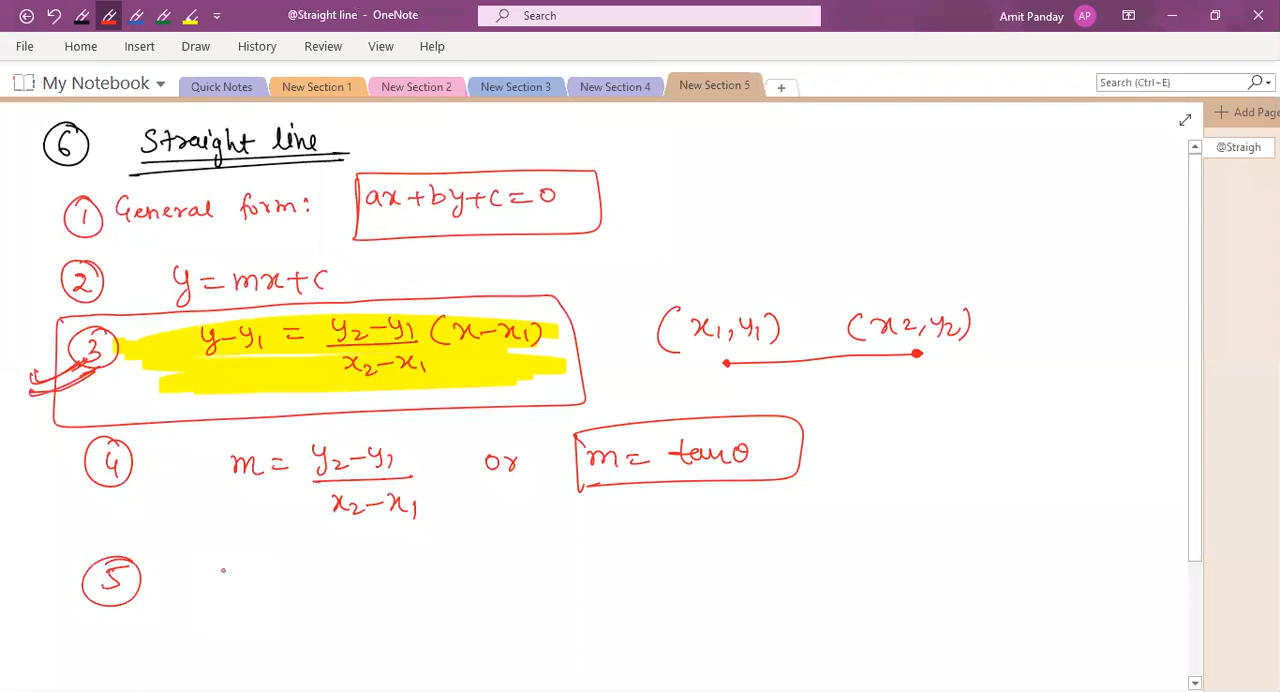 @Straight line - OneNote
Search
Amit Panday AP
File Home Insert Draw History Review View Help
My Notebook Quick Notes New Section 1 New Section 2 New Section 3 New Section 4 New Section 5 +
Search (Ctrl+E)
Add Page
@Straigh
6 Straight line
1 General form: ax+by+c=0
2 y=mx+c
3 y-y₁ = (y₂-y₁)/(x₂-x₁) (x-x₁) (x₁,y₁) (x₂,y₂)
4 m = (y₂-y₁)/(x₂-x₁) or m = tanθ
5